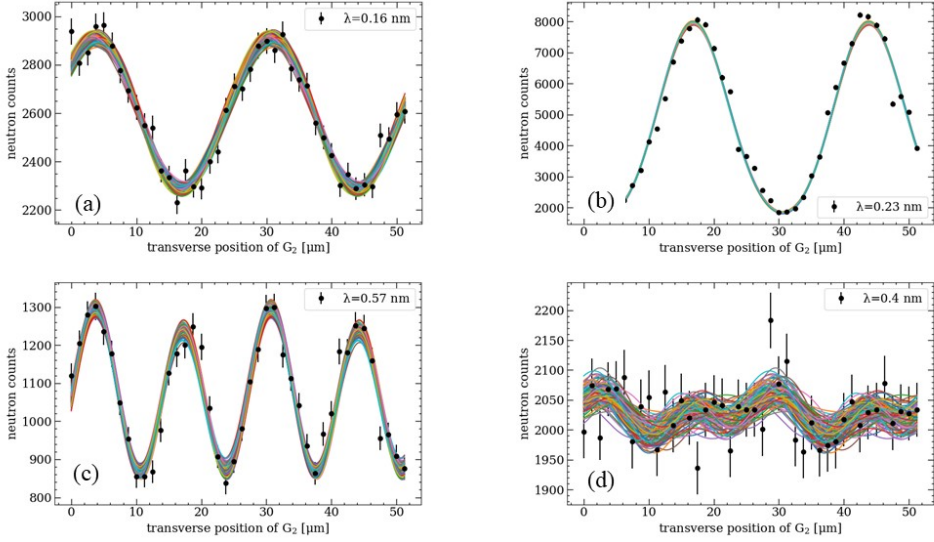 3000
2800
2600
2400
2200
neutron counts
λ=0.16 nm
(a)
0 10 20 30 40 50
transverse position of G₂ [μm]
8000
7000
6000
5000
4000
3000
2000
neutron counts
(b)
λ=0.23 nm
0 10 20 30 40 50
transverse position of G₂ [μm]
1300
1200
1100
1000
900
800
neutron counts
λ=0.57 nm
(c)
0 10 20 30 40 50
transverse position of G₂ [μm]
2200
2150
2100
2050
2000
1950
1900
neutron counts
λ=0.4 nm
(d)
0 10 20 30 40 50
transverse position of G₂ [μm]